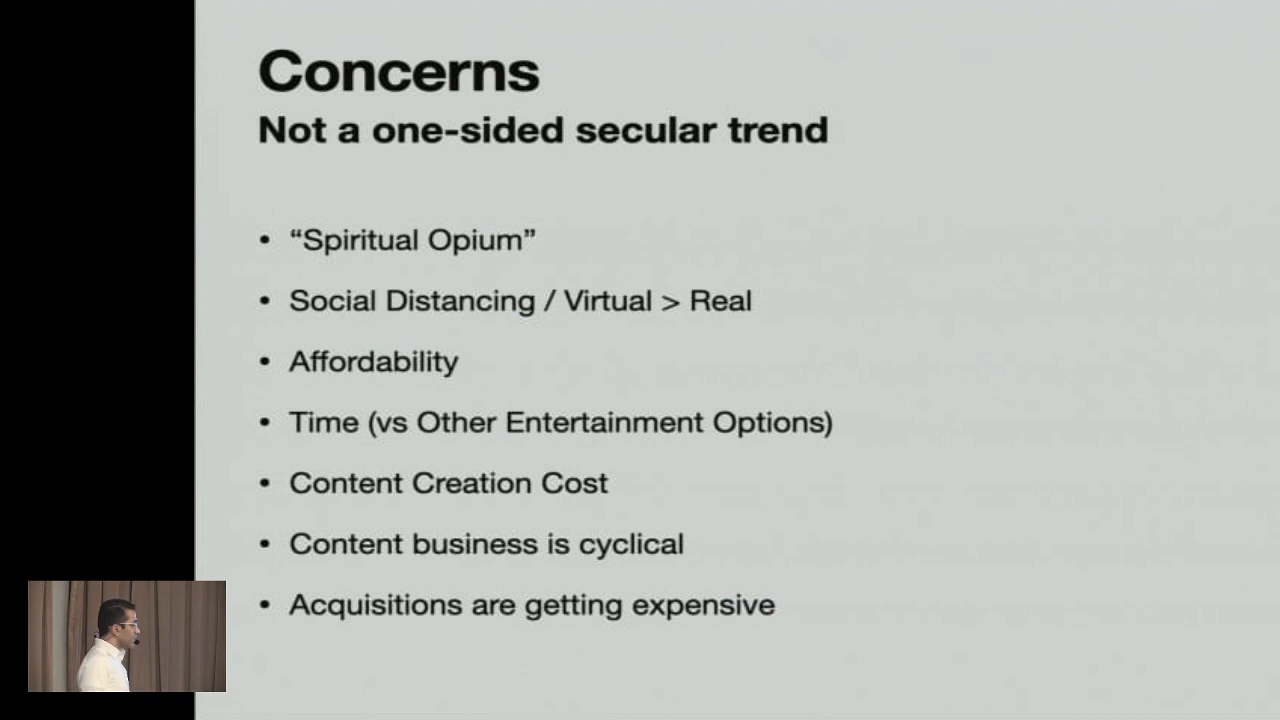 Concerns
Not a one-sided secular trend
• “Spiritual Opium”
• Social Distancing / Virtual > Real
• Affordability
• Time (vs Other Entertainment Options)
• Content Creation Cost
• Content business is cyclical
• Acquisitions are getting expensive